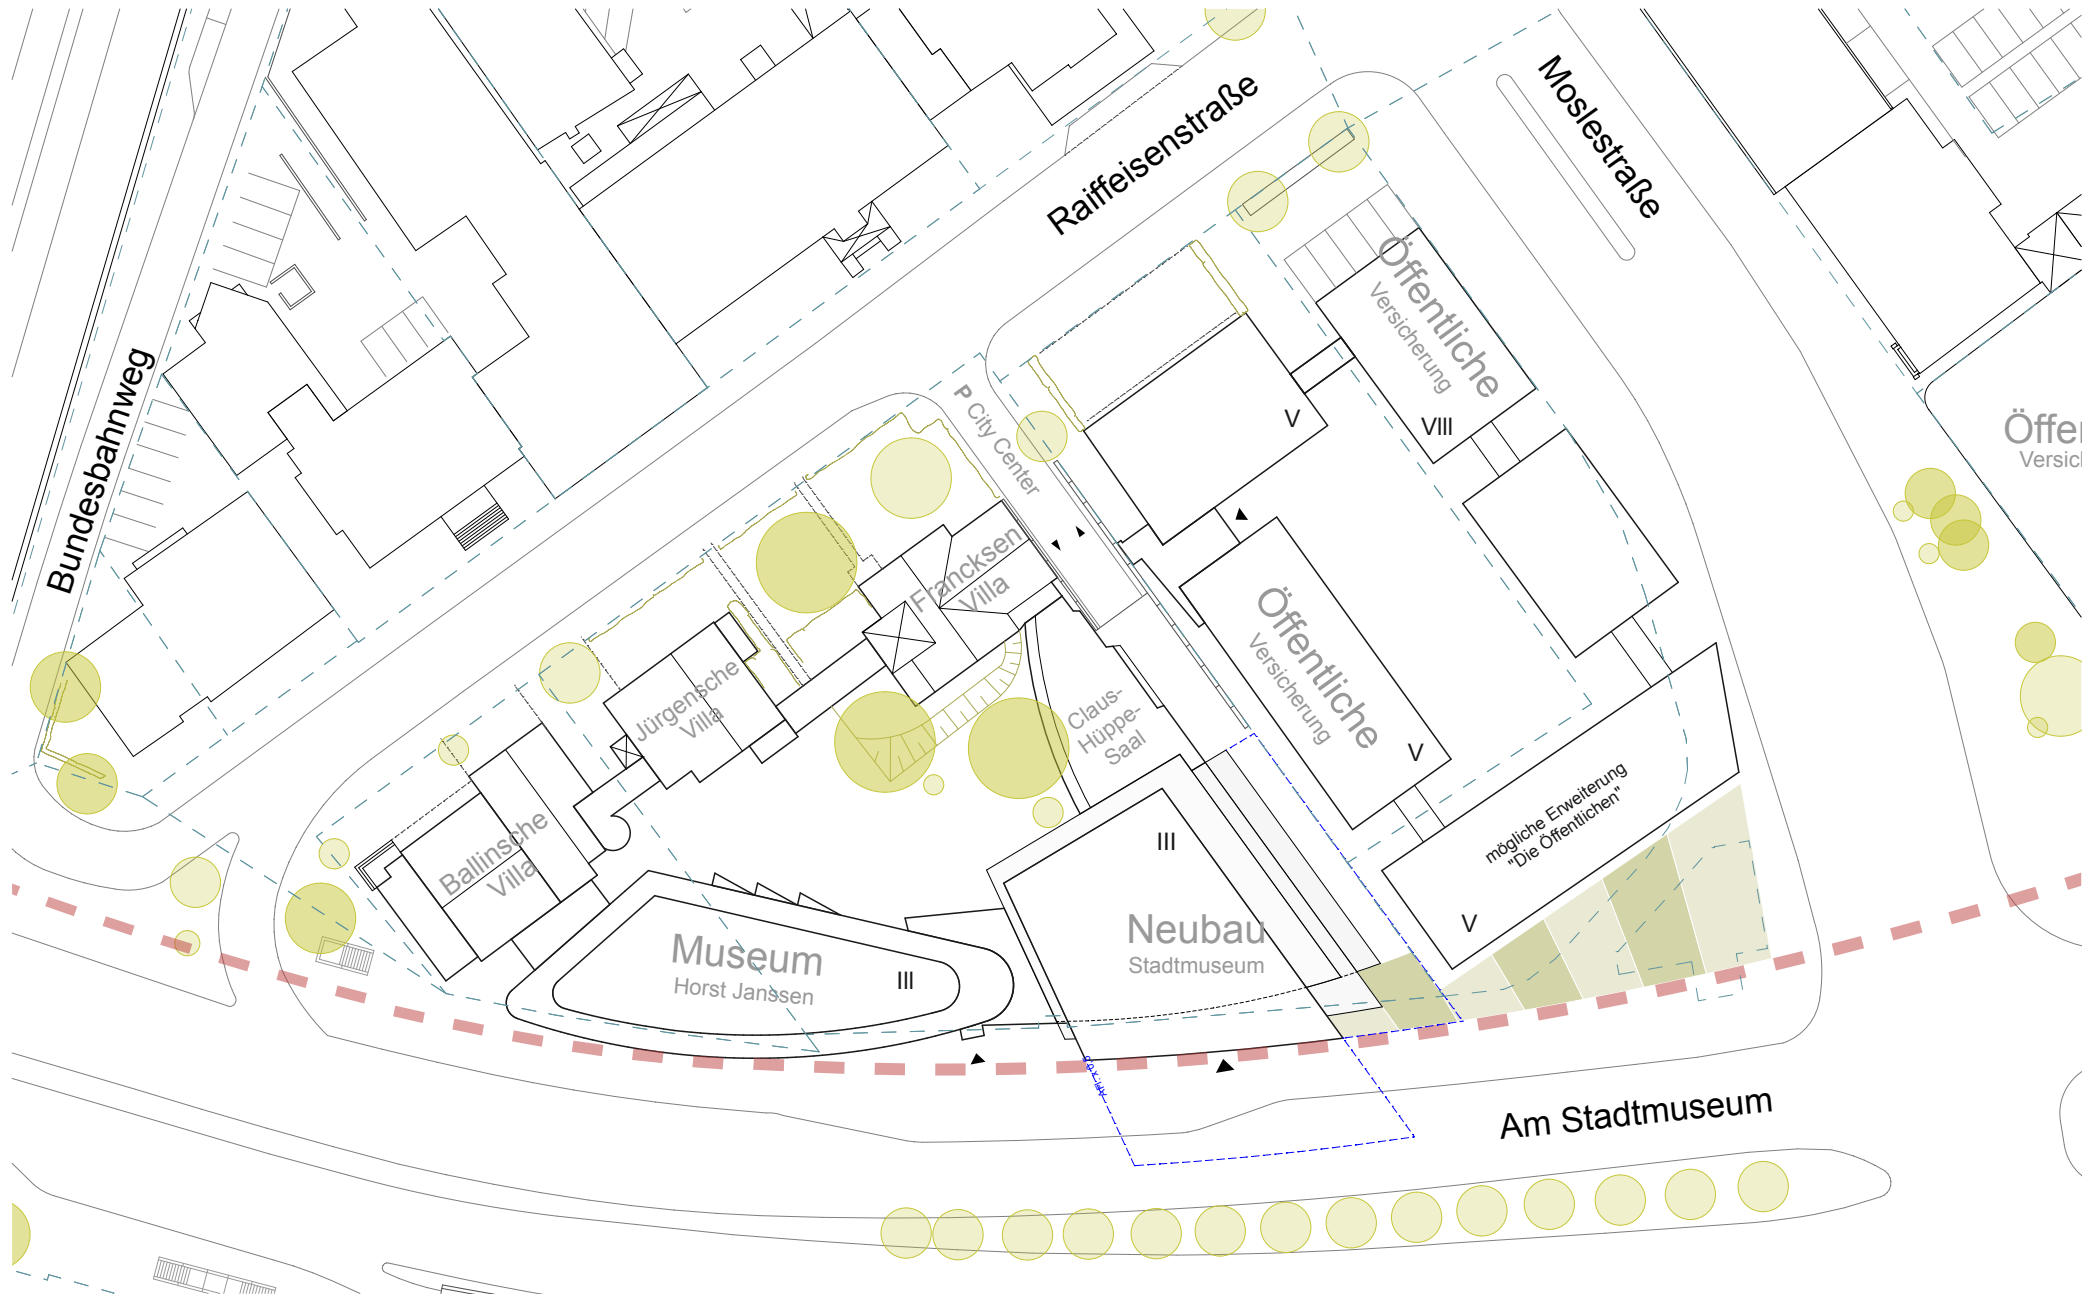 Raiffeisenstraße
Moslestraße
Bundesbahnweg
P City Center
Öffentliche
Versicherung
VIII
V
Öffer
Versich
Francksen
Villa
Jürgensche
Villa
Ballinsche
Villa
Claus-
Hüppe-
Saal
Öffentliche
Versicherung
V
mögliche Erweiterung
"Die Öffentlichen"
V
III
Neubau
Stadtmuseum
Museum
Horst Janssen
III
Am Stadtmuseum